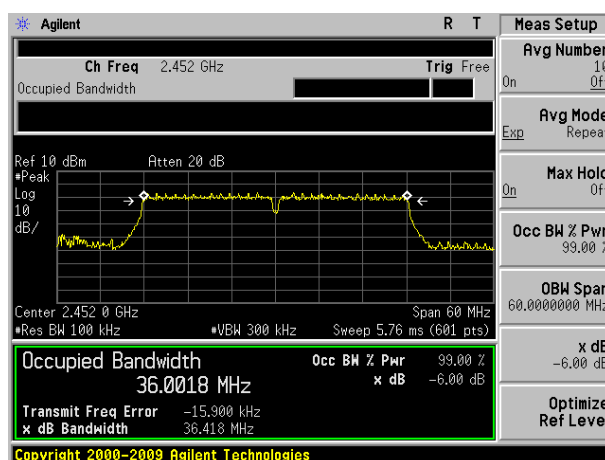 Agilent R T Meas Setup
Avg Number
10
On Off
Ch Freq 2.452 GHz Trig Free
Occupied Bandwidth
Avg Mode
Exp Repeat
Max Hold
On Off
Ref 10 dBm Atten 20 dB
#Peak
Log
10
dB/
Occ BW % Pwr
99.00 %
OBW Span
60.0000000 MHz
Center 2.452 0 GHz Span 60 MHz
#Res BW 100 kHz #VBW 300 kHz Sweep 5.76 ms (601 pts)
Occupied Bandwidth Occ BW % Pwr 99.00 %
36.0018 MHz x dB -6.00 dB
x dB
-6.00 dB
Transmit Freq Error -15.900 kHz
x dB Bandwidth 36.418 MHz
Optimize
Ref Level
Copyright 2000-2009 Agilent Technologies